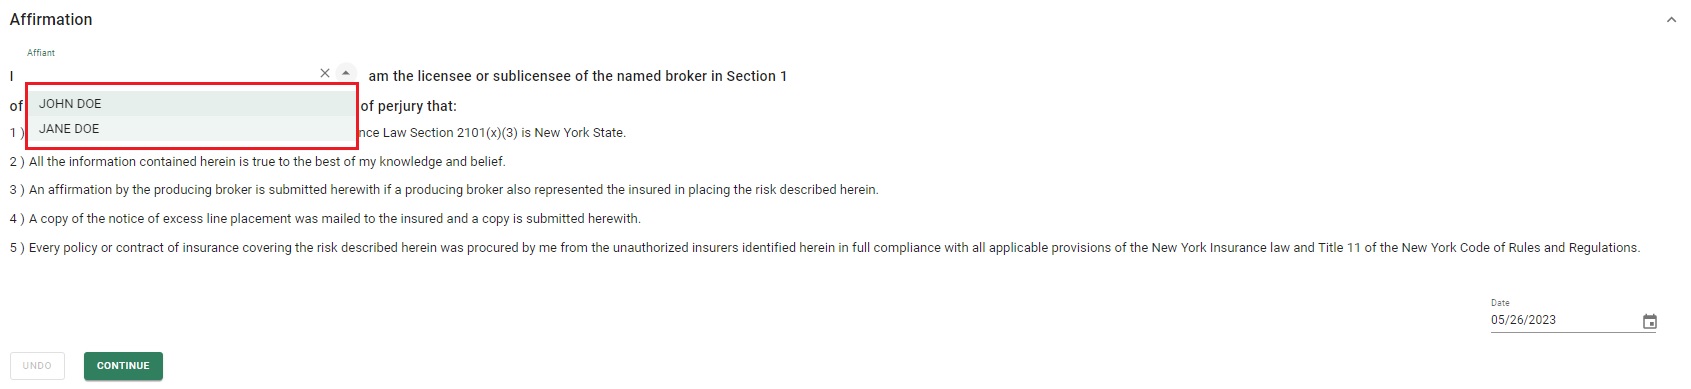 Affirmation
Affiant
I am the licensee or sublicensee of the named broker in Section 1
JOHN DOE
of of perjury that:
JANE DOE
1 ) nce Law Section 2101(x)(3) is New York State.
2 ) All the information contained herein is true to the best of my knowledge and belief.
3 ) An affirmation by the producing broker is submitted herewith if a producing broker also represented the insured in placing the risk described herein.
4 ) A copy of the notice of excess line placement was mailed to the insured and a copy is submitted herewith.
5 ) Every policy or contract of insurance covering the risk described herein was procured by me from the unauthorized insurers identified herein in full compliance with all applicable provisions of the New York Insurance law and Title 11 of the New York Code of Rules and Regulations.
Date
05/26/2023
UNDO CONTINUE